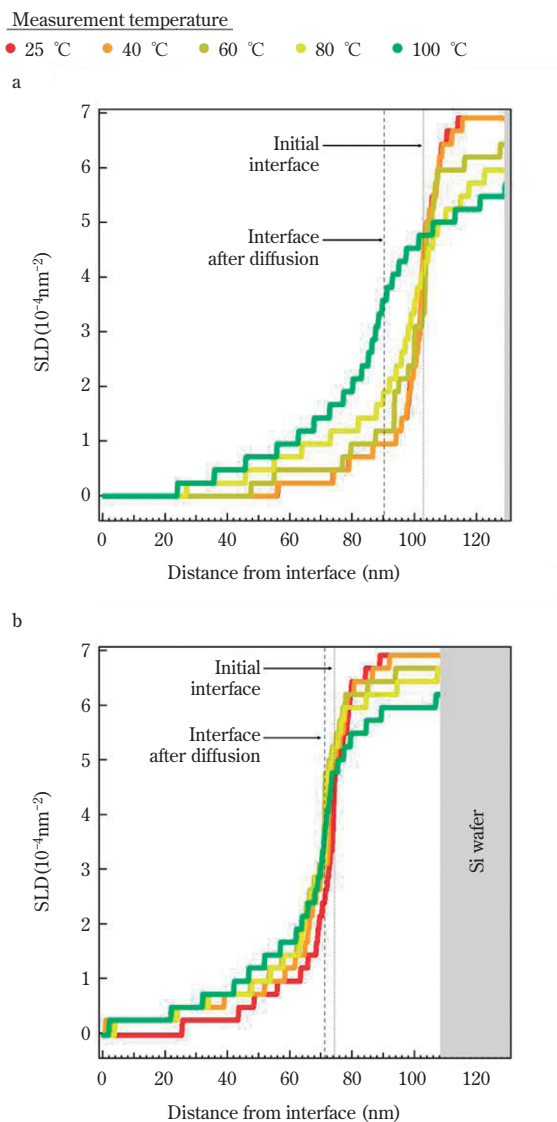 Measurement temperature
25 ℃ 40 ℃ 60 ℃ 80 ℃ 100 ℃
a
7
6
5
4
3
2
1
0
SLD (10⁻⁴nm⁻²)
Initial
interface
Interface
after diffusion
0 20 40 60 80 100 120
Distance from interface (nm)
b
7
6
5
4
3
2
1
0
SLD (10⁻⁴nm⁻²)
Initial
interface
Interface
after diffusion
Si wafer
0 20 40 60 80 100 120
Distance from interface (nm)